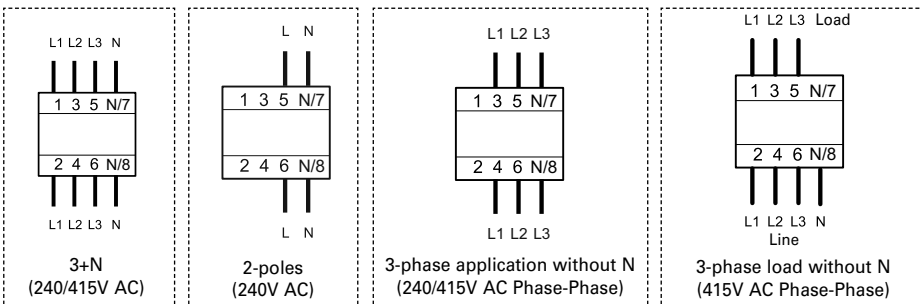 L1 L2 L3 N
1 3 5 N/7
2 4 6 N/8
L1 L2 L3 N
3+N
(240/415V AC)
L N
1 3 5 N/7
2 4 6 N/8
L N
2-poles
(240V AC)
L1 L2 L3
1 3 5 N/7
2 4 6 N/8
L1 L2 L3
3-phase application without N
(240/415V AC Phase-Phase)
L1 L2 L3 Load
1 3 5 N/7
2 4 6 N/8
L1 L2 L3 N
Line
3-phase load without N
(415V AC Phase-Phase)